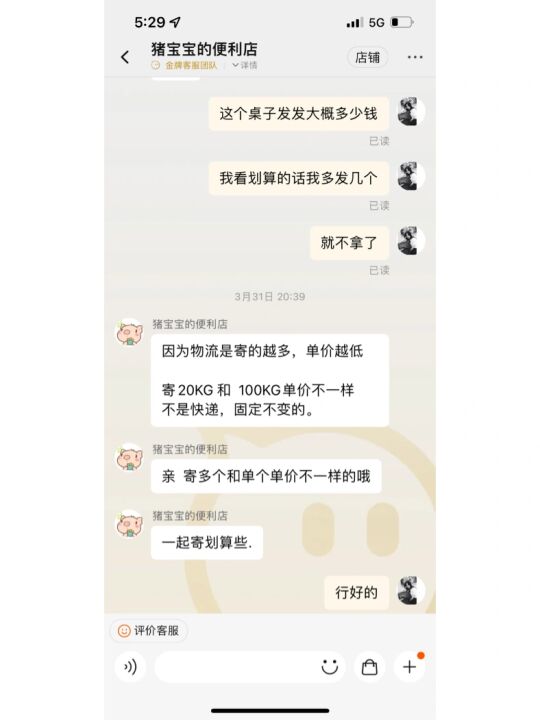 5:29
5G
猪宝宝的便利店
金牌客服团队
详情
店铺
这个桌子发发大概多少钱
已读
我看划算的话我多发几个
已读
就不拿了
已读
3月31日 20:39
猪宝宝的便利店
因为物流是寄的越多，单价越低
寄20KG 和 100KG单价不一样
不是快递，固定不变的。
猪宝宝的便利店
亲 寄多个和单个单价不一样的哦
猪宝宝的便利店
一起寄划算些.
行好的
评价客服